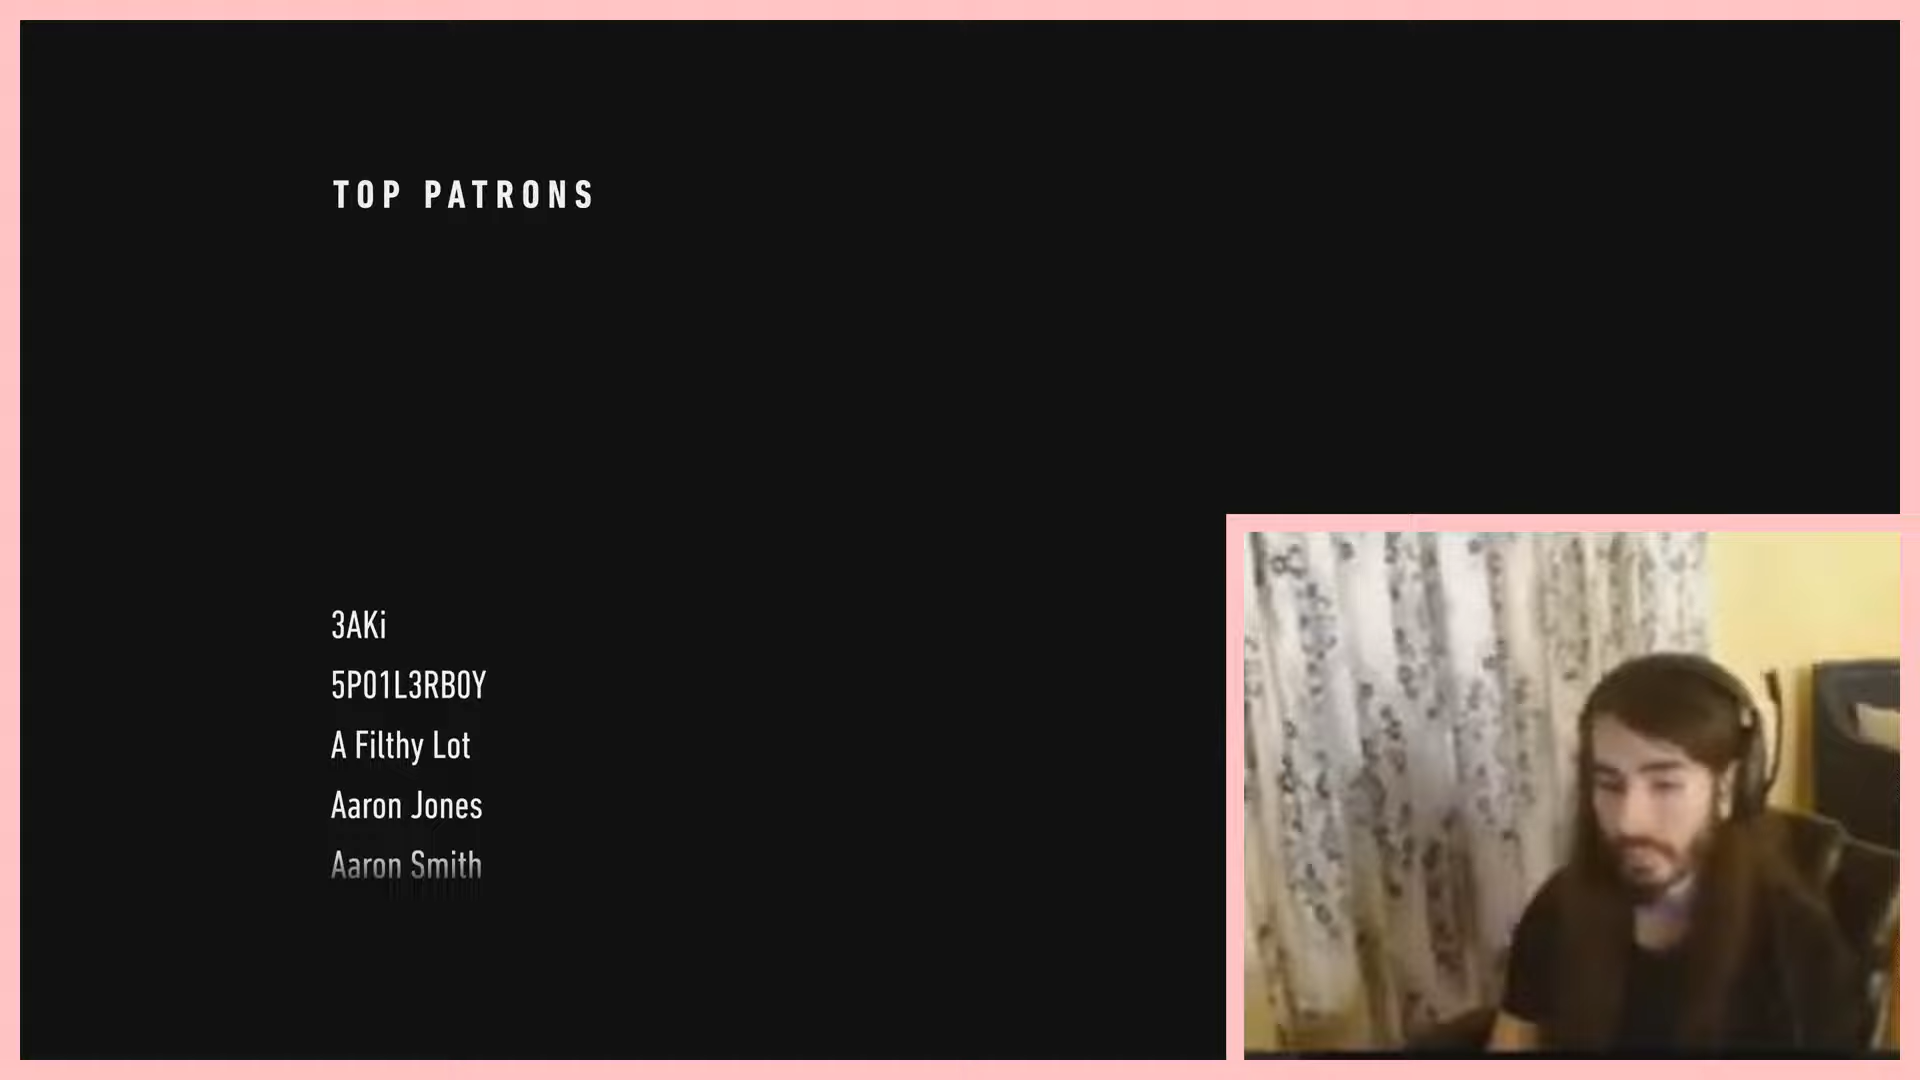 TOP PATRONS
3AKi
5P01L3RB0Y
A Filthy Lot
Aaron Jones
Aaron Smith